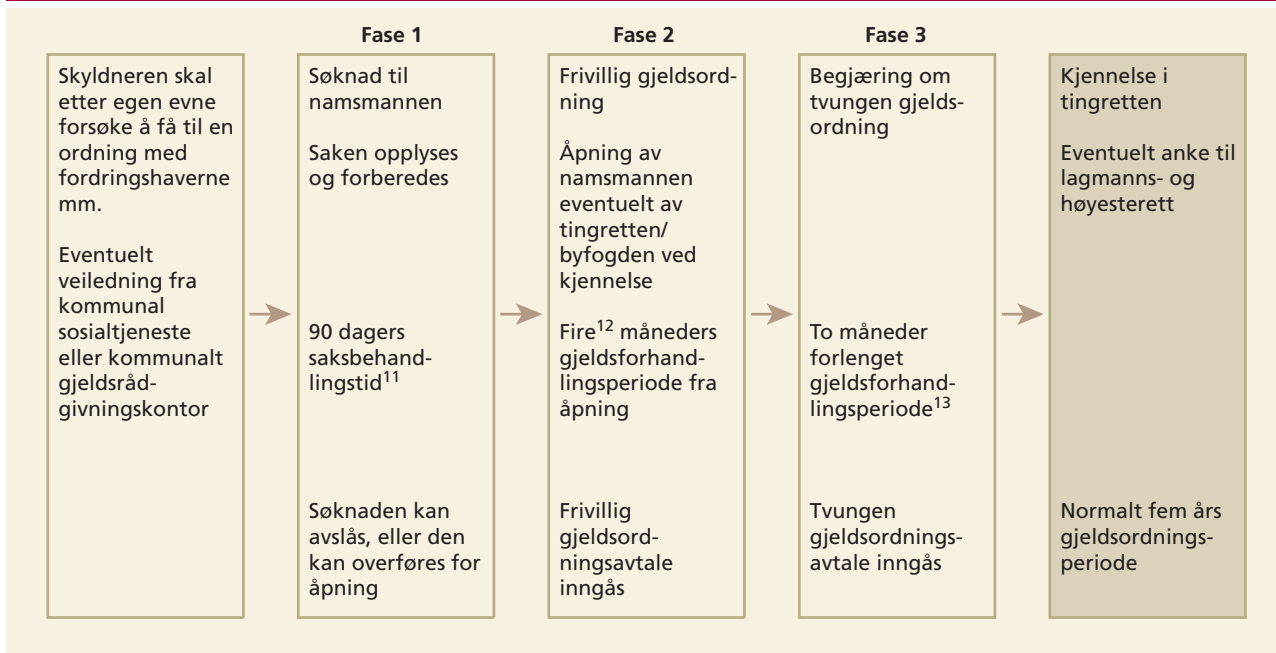 Fase 1
Fase 2
Fase 3
Skyldneren skal
etter egen evne
forsøke å få til en
ordning med
fordringshaverne
mm.
Eventuelt
veiledning fra
kommunal
sosialtjeneste
eller kommunalt
gjeldsråd-
givningskontor
Søknad til
namsmannen
Saken opplyses
og forberedes
90 dagers
saksbehand-
lingstid11
Søknaden kan
avslås, eller den
kan overføres for
åpning
Frivillig gjeldsord-
ning
Åpning av
namsmannen
eventuelt av
tingretten/
byfogden ved
kjennelse
Fire12 måneders
gjeldsforhand-
lingsperiode fra
åpning
Frivillig
gjeldsord-
ningsavtale
inngås
Begjæring om
tvungen gjelds-
ordning
To måneder
forlenget
gjeldsforhand-
lingsperiode13
Tvungen
gjeldsordnings-
avtale inngås
Kjennelse i
tingretten
Eventuelt anke til
lagmanns- og
høyesterett
Normalt fem års
gjeldsordnings-
periode